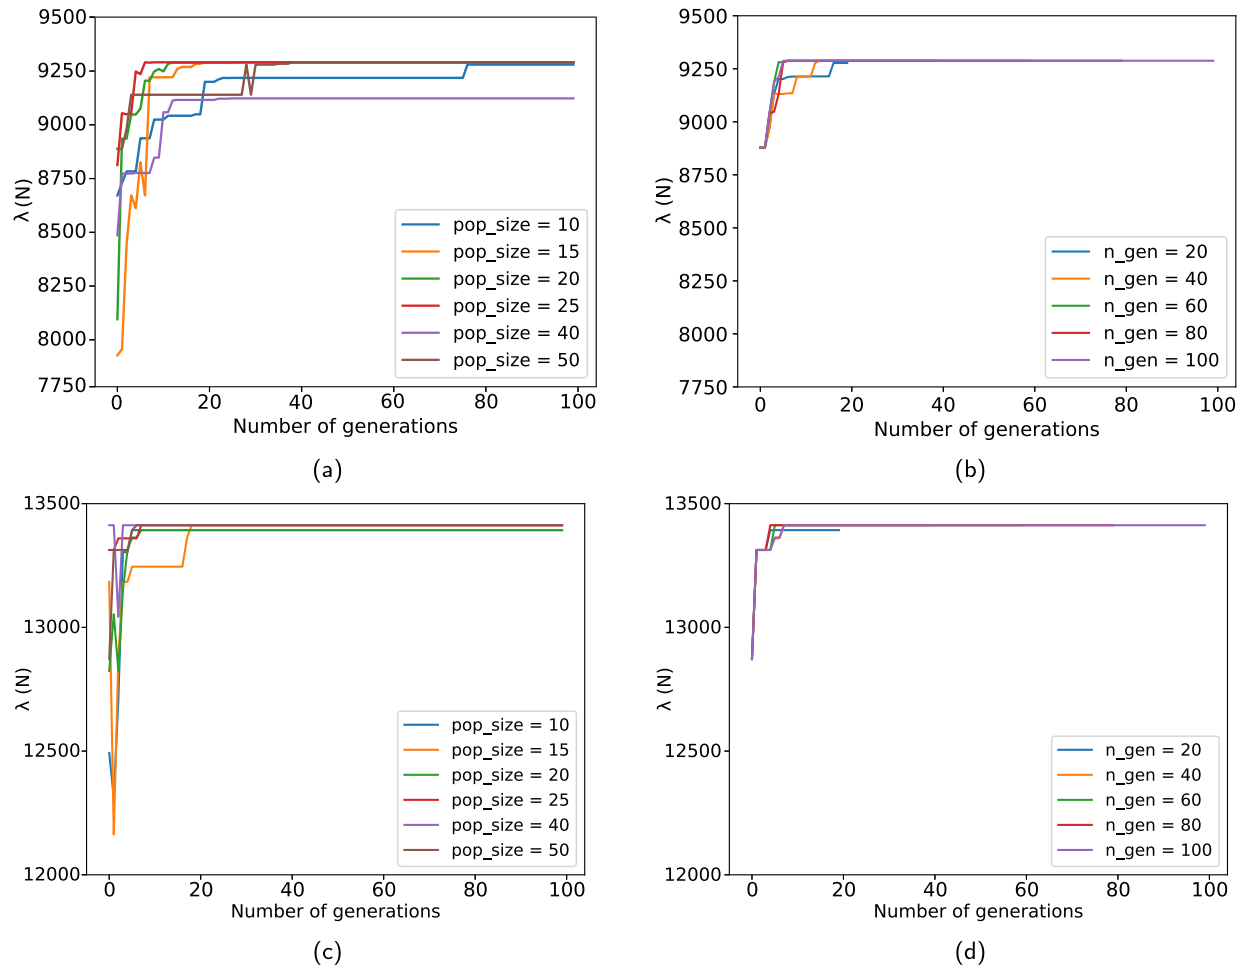 9500
9250
9000
8750
8500
8250
8000
7750
λ (N)
0 20 40 60 80 100
Number of generations
pop_size = 10
pop_size = 15
pop_size = 20
pop_size = 25
pop_size = 40
pop_size = 50
(a)
9500
9250
9000
8750
8500
8250
8000
7750
λ (N)
0 20 40 60 80 100
Number of generations
n_gen = 20
n_gen = 40
n_gen = 60
n_gen = 80
n_gen = 100
(b)
13500
13000
12500
12000
λ (N)
0 20 40 60 80 100
Number of generations
pop_size = 10
pop_size = 15
pop_size = 20
pop_size = 25
pop_size = 40
pop_size = 50
(c)
13500
13000
12500
12000
λ (N)
0 20 40 60 80 100
Number of generations
n_gen = 20
n_gen = 40
n_gen = 60
n_gen = 80
n_gen = 100
(d)